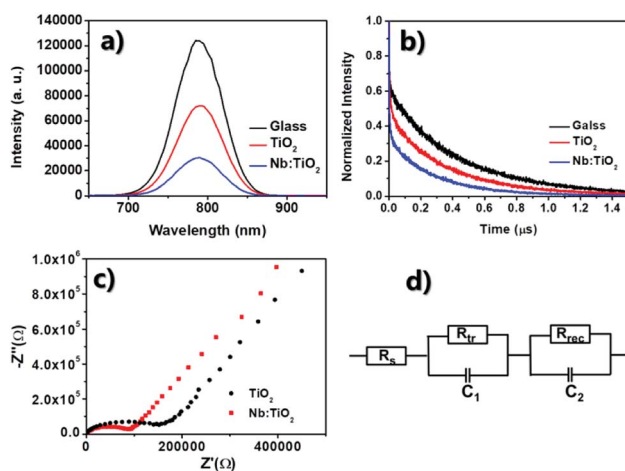 a)
Intensity (a. u.)
140000
120000
100000
80000
60000
40000
20000
0
Glass
TiO2
Nb:TiO2
700 800 900
Wavelength (nm)
b)
Normalized Intensity
1.0
0.8
0.6
0.4
0.2
0.0
Galss
TiO2
Nb:TiO2
0.0 0.2 0.4 0.6 0.8 1.0 1.2 1.4
Time (μs)
c)
-Z''(Ω)
1.0x10^6
8.0x10^5
6.0x10^5
4.0x10^5
2.0x10^5
0.0
TiO2
Nb:TiO2
0 200000 400000
Z'(Ω)
d)
Rs
Rtr
C1
Rrec
C2